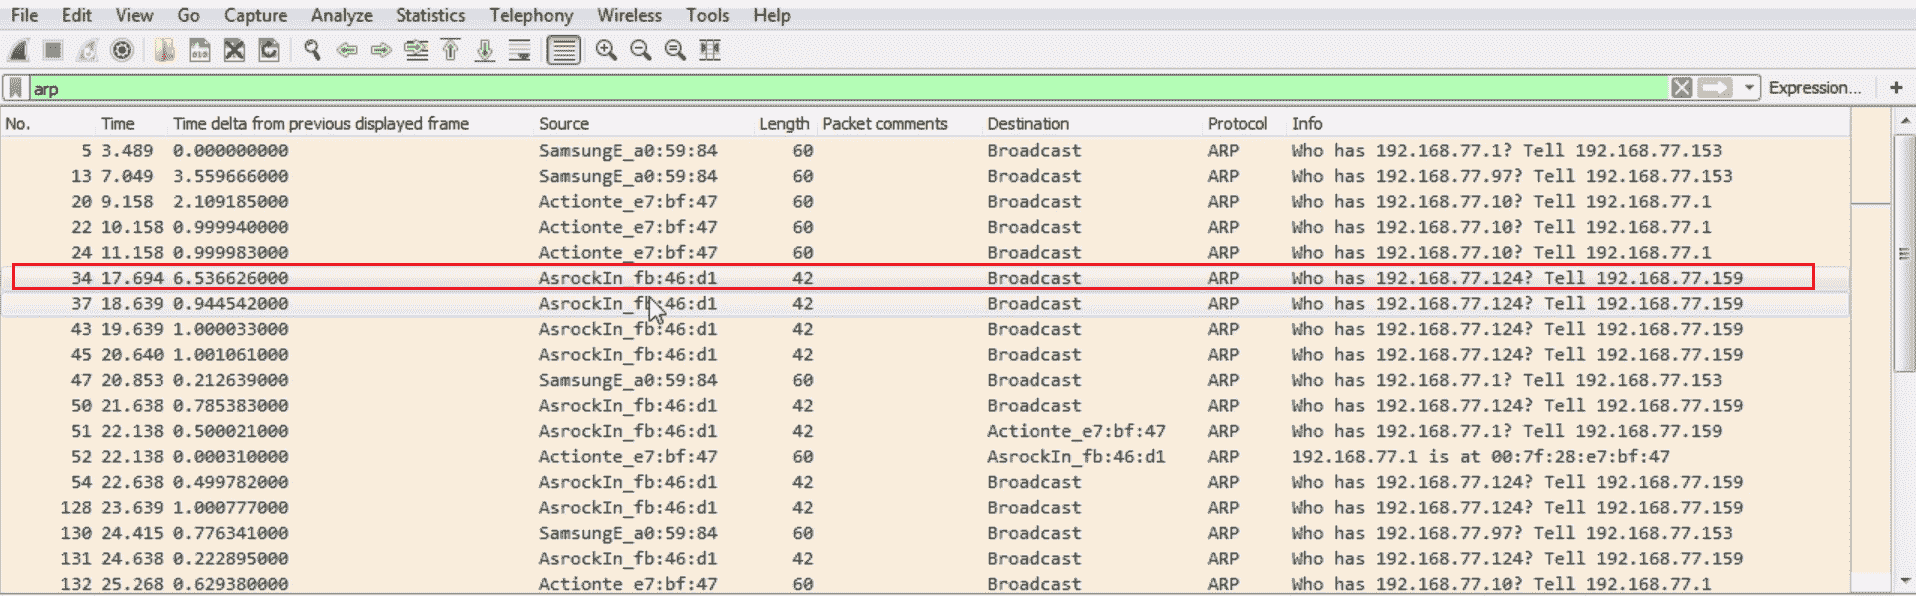 File Edit View Go Capture Analyze Statistics Telephony Wireless Tools Help
arp Expression... +
No. Time Time delta from previous displayed frame Source Length Packet comments Destination Protocol Info
5 3.489 0.000000000 SamsungE_a0:59:84 60 Broadcast ARP Who has 192.168.77.1? Tell 192.168.77.153
13 7.049 3.559666000 SamsungE_a0:59:84 60 Broadcast ARP Who has 192.168.77.97? Tell 192.168.77.153
20 9.158 2.109185000 Actionte_e7:bf:47 60 Broadcast ARP Who has 192.168.77.10? Tell 192.168.77.1
22 10.158 0.999940000 Actionte_e7:bf:47 60 Broadcast ARP Who has 192.168.77.10? Tell 192.168.77.1
24 11.158 0.999983000 Actionte_e7:bf:47 60 Broadcast ARP Who has 192.168.77.10? Tell 192.168.77.1
34 17.694 6.536626000 AsrockIn_fb:46:d1 42 Broadcast ARP Who has 192.168.77.124? Tell 192.168.77.159
37 18.639 0.944542000 AsrockIn_fb:46:d1 42 Broadcast ARP Who has 192.168.77.124? Tell 192.168.77.159
43 19.639 1.000033000 AsrockIn_fb:46:d1 42 Broadcast ARP Who has 192.168.77.124? Tell 192.168.77.159
45 20.640 1.001061000 AsrockIn_fb:46:d1 42 Broadcast ARP Who has 192.168.77.124? Tell 192.168.77.159
47 20.853 0.212639000 SamsungE_a0:59:84 60 Broadcast ARP Who has 192.168.77.1? Tell 192.168.77.153
50 21.638 0.785383000 AsrockIn_fb:46:d1 42 Broadcast ARP Who has 192.168.77.124? Tell 192.168.77.159
51 22.138 0.500021000 AsrockIn_fb:46:d1 42 Actionte_e7:bf:47 ARP Who has 192.168.77.1? Tell 192.168.77.159
52 22.138 0.000310000 Actionte_e7:bf:47 60 AsrockIn_fb:46:d1 ARP 192.168.77.1 is at 00:7f:28:e7:bf:47
54 22.638 0.499782000 AsrockIn_fb:46:d1 42 Broadcast ARP Who has 192.168.77.124? Tell 192.168.77.159
128 23.639 1.000777000 AsrockIn_fb:46:d1 42 Broadcast ARP Who has 192.168.77.124? Tell 192.168.77.159
130 24.415 0.776341000 SamsungE_a0:59:84 60 Broadcast ARP Who has 192.168.77.97? Tell 192.168.77.153
131 24.638 0.222895000 AsrockIn_fb:46:d1 42 Broadcast ARP Who has 192.168.77.124? Tell 192.168.77.159
132 25.268 0.629380000 Actionte_e7:bf:47 60 Broadcast ARP Who has 192.168.77.10? Tell 192.168.77.1